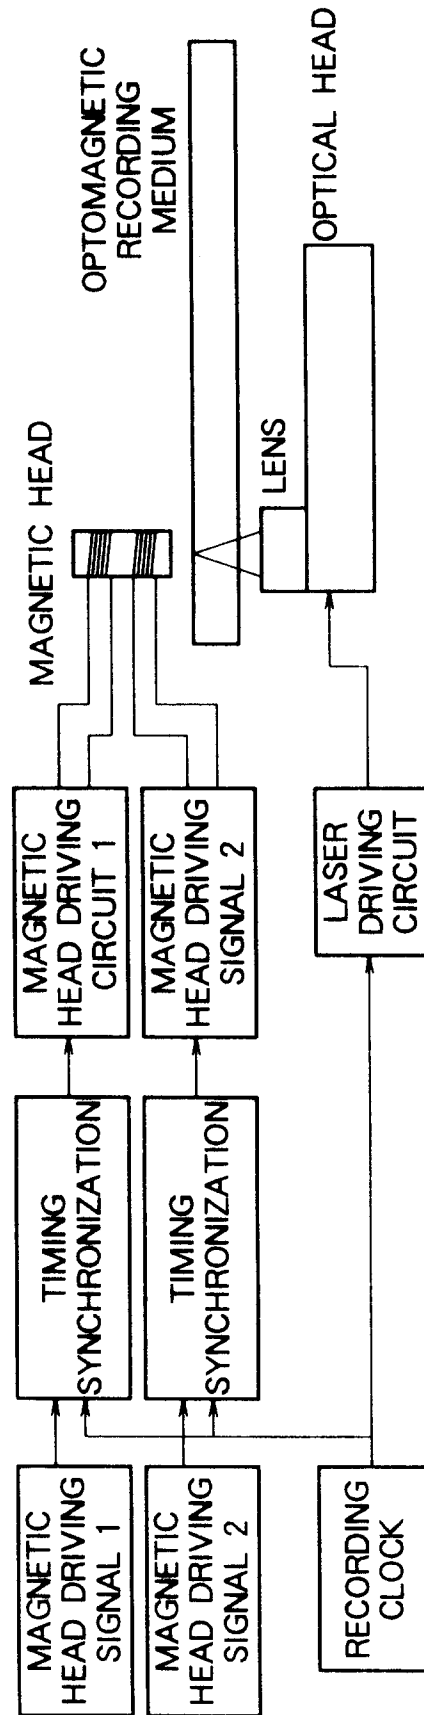 MAGNETIC
HEAD DRIVING
SIGNAL 1
TIMING
SYNCHRONIZATION
MAGNETIC
HEAD DRIVING
CIRCUIT 1
MAGNETIC HEAD
MAGNETIC
HEAD DRIVING
SIGNAL 2
TIMING
SYNCHRONIZATION
MAGNETIC
HEAD DRIVING
SIGNAL 2
OPTOMAGNETIC
RECORDING
MEDIUM
RECORDING
CLOCK
LASER
DRIVING
CIRCUIT
LENS
OPTICAL HEAD